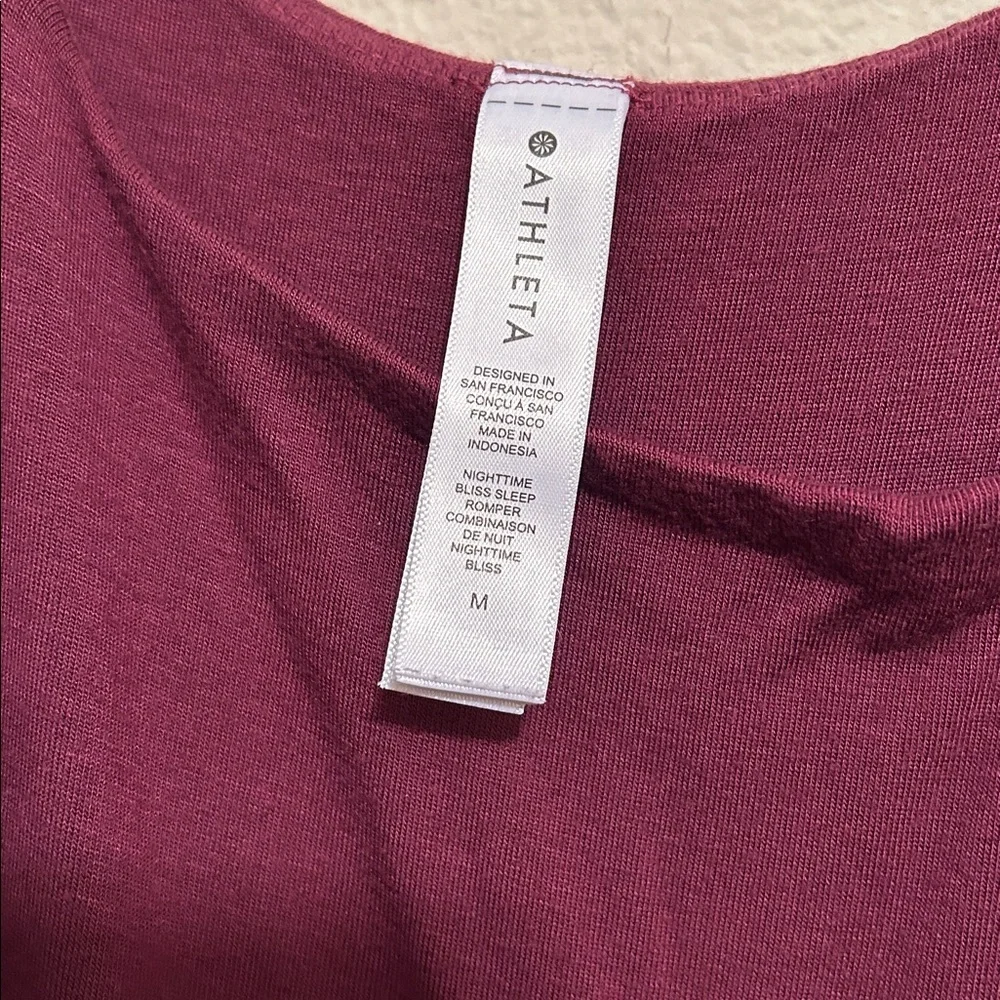 ATHLETA
DESIGNED IN
SAN FRANCISCO
CONÇU À SAN
FRANCISCO
MADE IN
INDONESIA
NIGHTTIME
BLISS SLEEP
ROMPER
COMBINAISON
DE NUIT
NIGHTTIME
BLISS
M